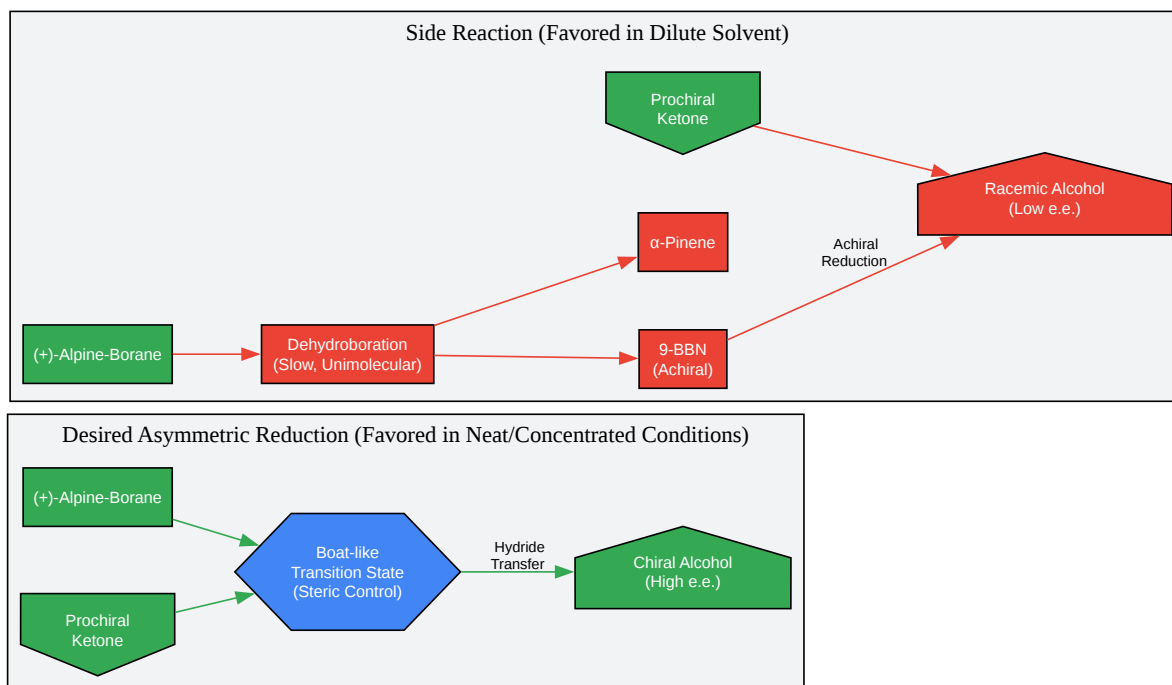 Side Reaction (Favored in Dilute Solvent)
Prochiral
Ketone
Racemic Alcohol
(Low e.e.)
α-Pinene
Achiral
Reduction
(+)-Alpine-Borane
Dehydroboration
(Slow, Unimolecular)
9-BBN
(Achiral)
Desired Asymmetric Reduction (Favored in Neat/Concentrated Conditions)
(+)-Alpine-Borane
Boat-like
Transition State
(Steric Control)
Hydride
Transfer
Chiral Alcohol
(High e.e.)
Prochiral
Ketone